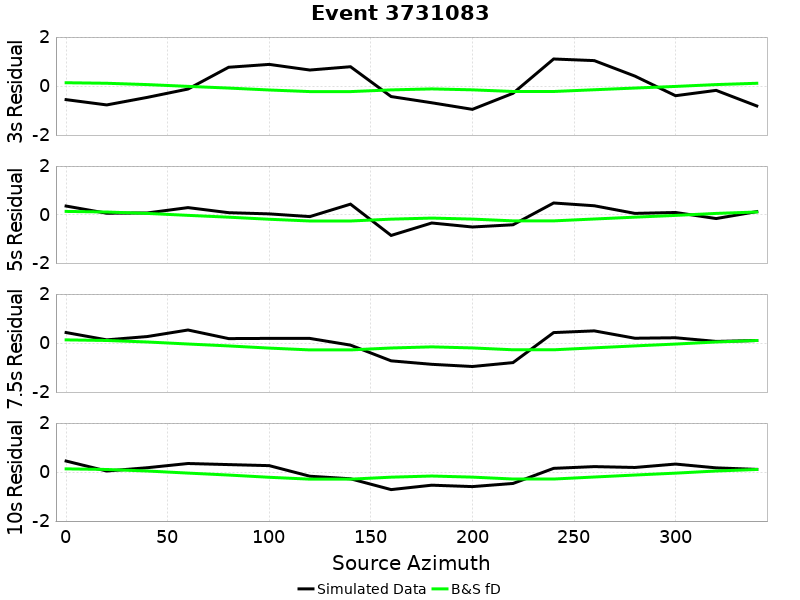 Event 3731083
3s Residual
2
0
-2
5s Residual
2
0
-2
7.5s Residual
2
0
-2
10s Residual
2
0
-2
0 50 100 150 200 250 300
Source Azimuth
Simulated Data B&S fD